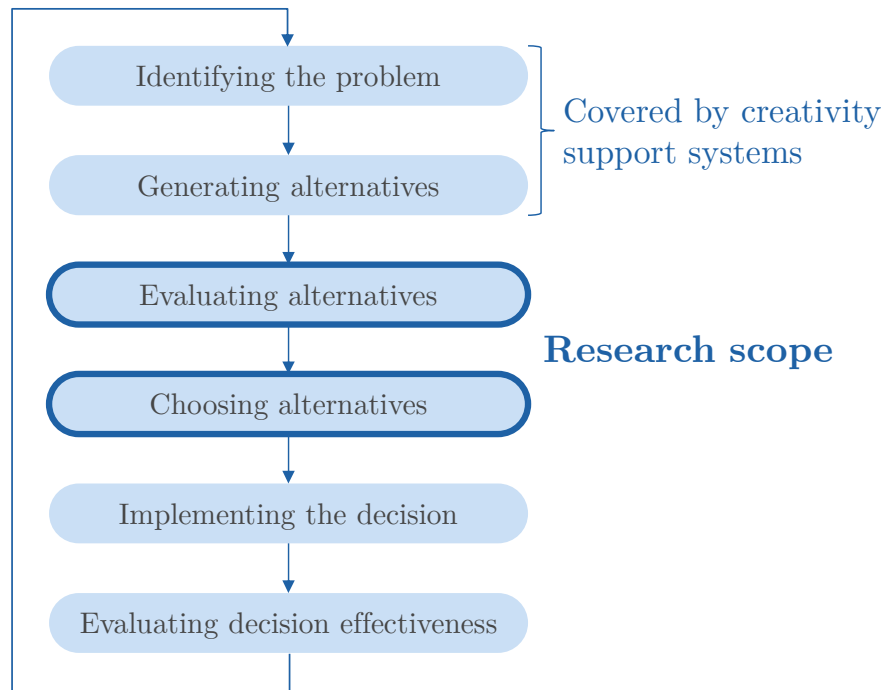 Identifying the problem
Covered by creativity
support systems
Generating alternatives
Evaluating alternatives
Research scope
Choosing alternatives
Implementing the decision
Evaluating decision effectiveness